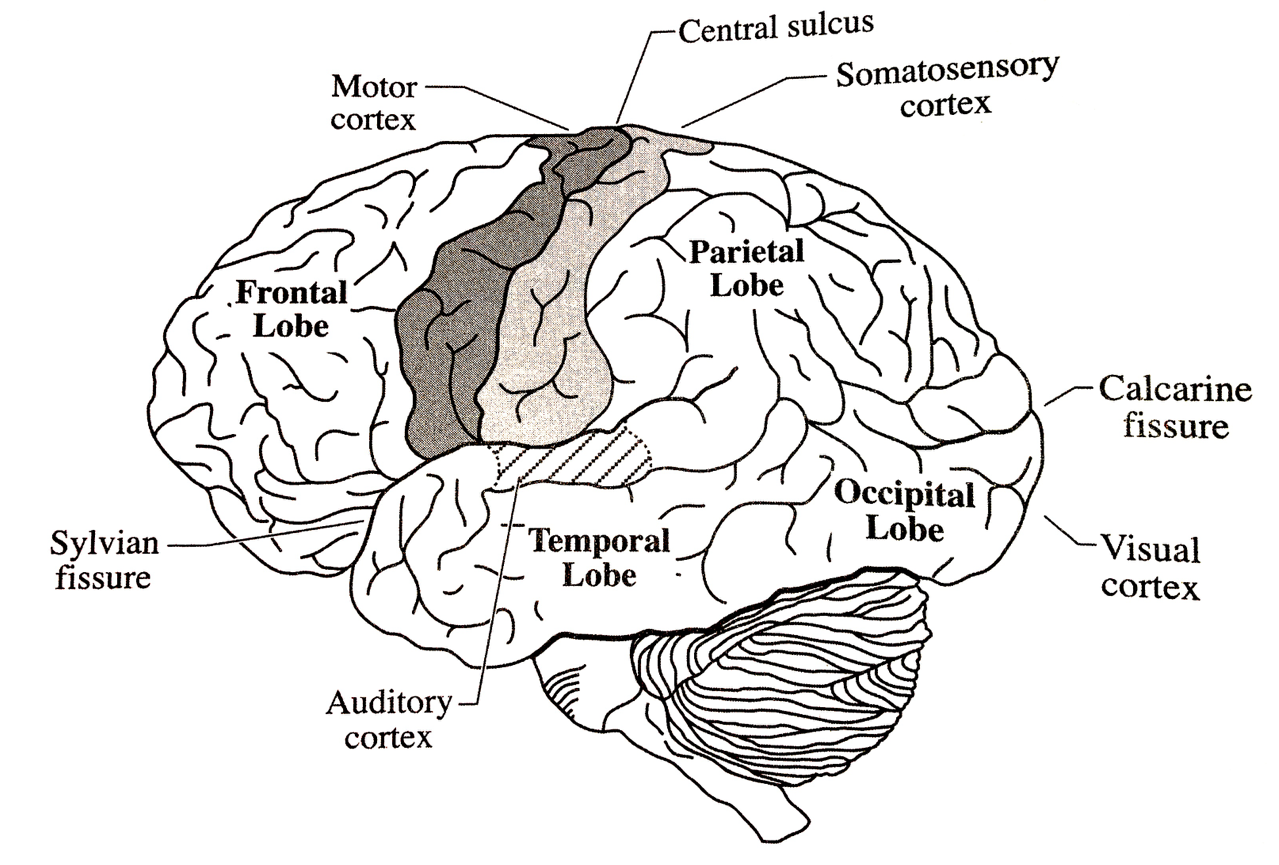 Central sulcus
Motor
cortex
Somatosensory
cortex
Parietal
Lobe
Frontal
Lobe
Calcarine
fissure
Occipital
Lobe
Sylvian
fissure
Temporal
Lobe
Visual
cortex
Auditory
cortex